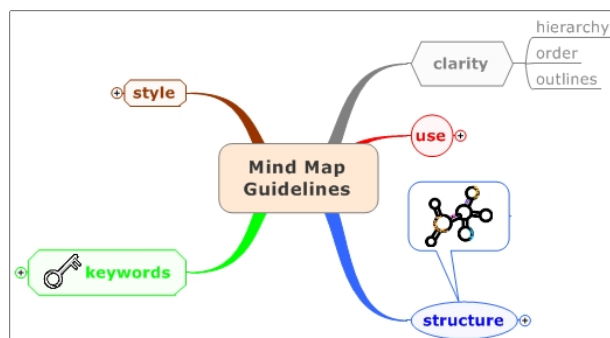 hierarchy
clarity
order
outlines
style
use
Mind Map
Guidelines
keywords
structure